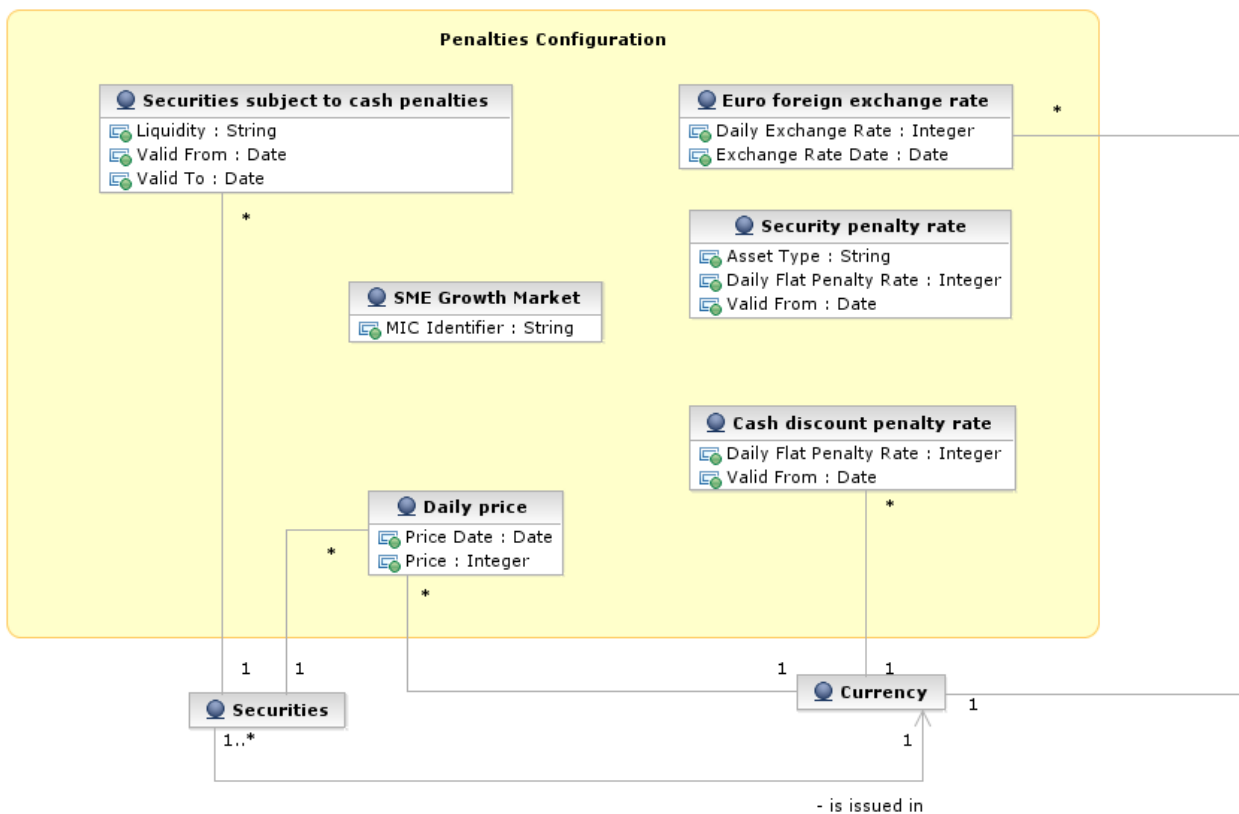 Penalties Configuration
Securities subject to cash penalties
Liquidity : String
Valid From : Date
Valid To : Date
*
Euro foreign exchange rate
Daily Exchange Rate : Integer
Exchange Rate Date : Date
*
Security penalty rate
Asset Type : String
Daily Flat Penalty Rate : Integer
Valid From : Date
SME Growth Market
MIC Identifier : String
Cash discount penalty rate
Daily Flat Penalty Rate : Integer
Valid From : Date
*
Daily price
Price Date : Date
Price : Integer
*
*
1
1
1
1
Securities
Currency
1
1..*
1
- is issued in